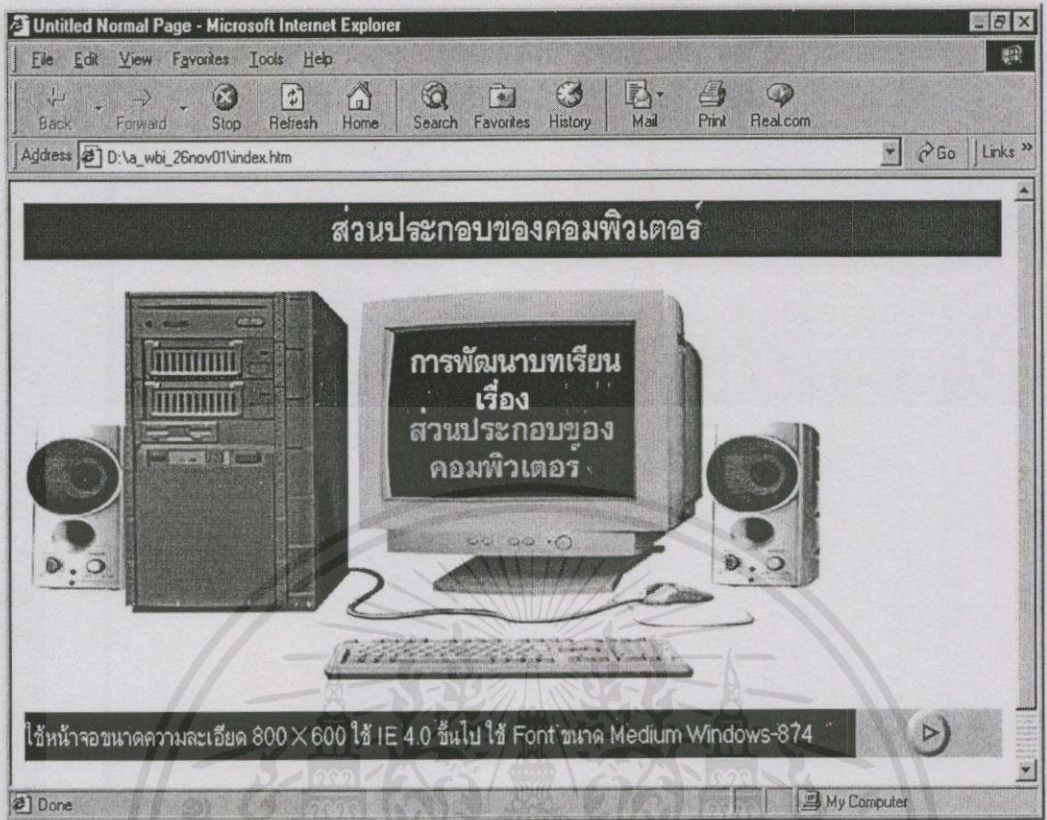 Untitled Normal Page - Microsoft Internet Explorer
File Edit View Favorites Tools Help
Back Forward Stop Refresh Home Search Favorites History Mail Print Real.com
Address D:\a_wbi_26nov01\index.htm Go Links »
ส่วนประกอบของคอมพิวเตอร์
การพัฒนาบทเรียน
เรื่อง
ส่วนประกอบของ
คอมพิวเตอร์
ใช้หน้าจอขนาดความละเอียด 800×600 ใช้ IE 4.0 ขึ้นไป ใช้ Font ขนาด Medium Windows-874
Done My Computer